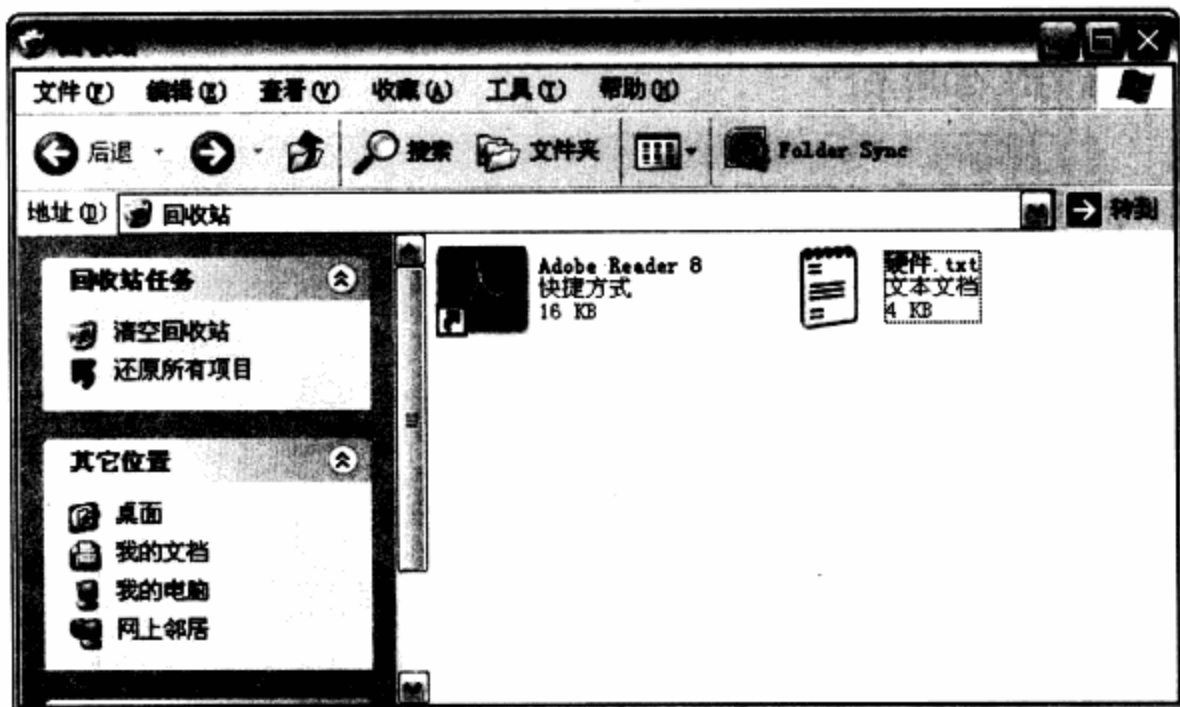 回收站
文件(F) 编辑(E) 查看(V) 收藏(A) 工具(T) 帮助(H)
后退 搜索 文件夹 Folder Sync
地址(D) 回收站 转到
回收站任务
清空回收站
还原所有项目
其它位置
桌面
我的文档
我的电脑
网上邻居
Adobe Reader 8
快捷方式
16 KB
硬件.txt
文本文档
4 KB